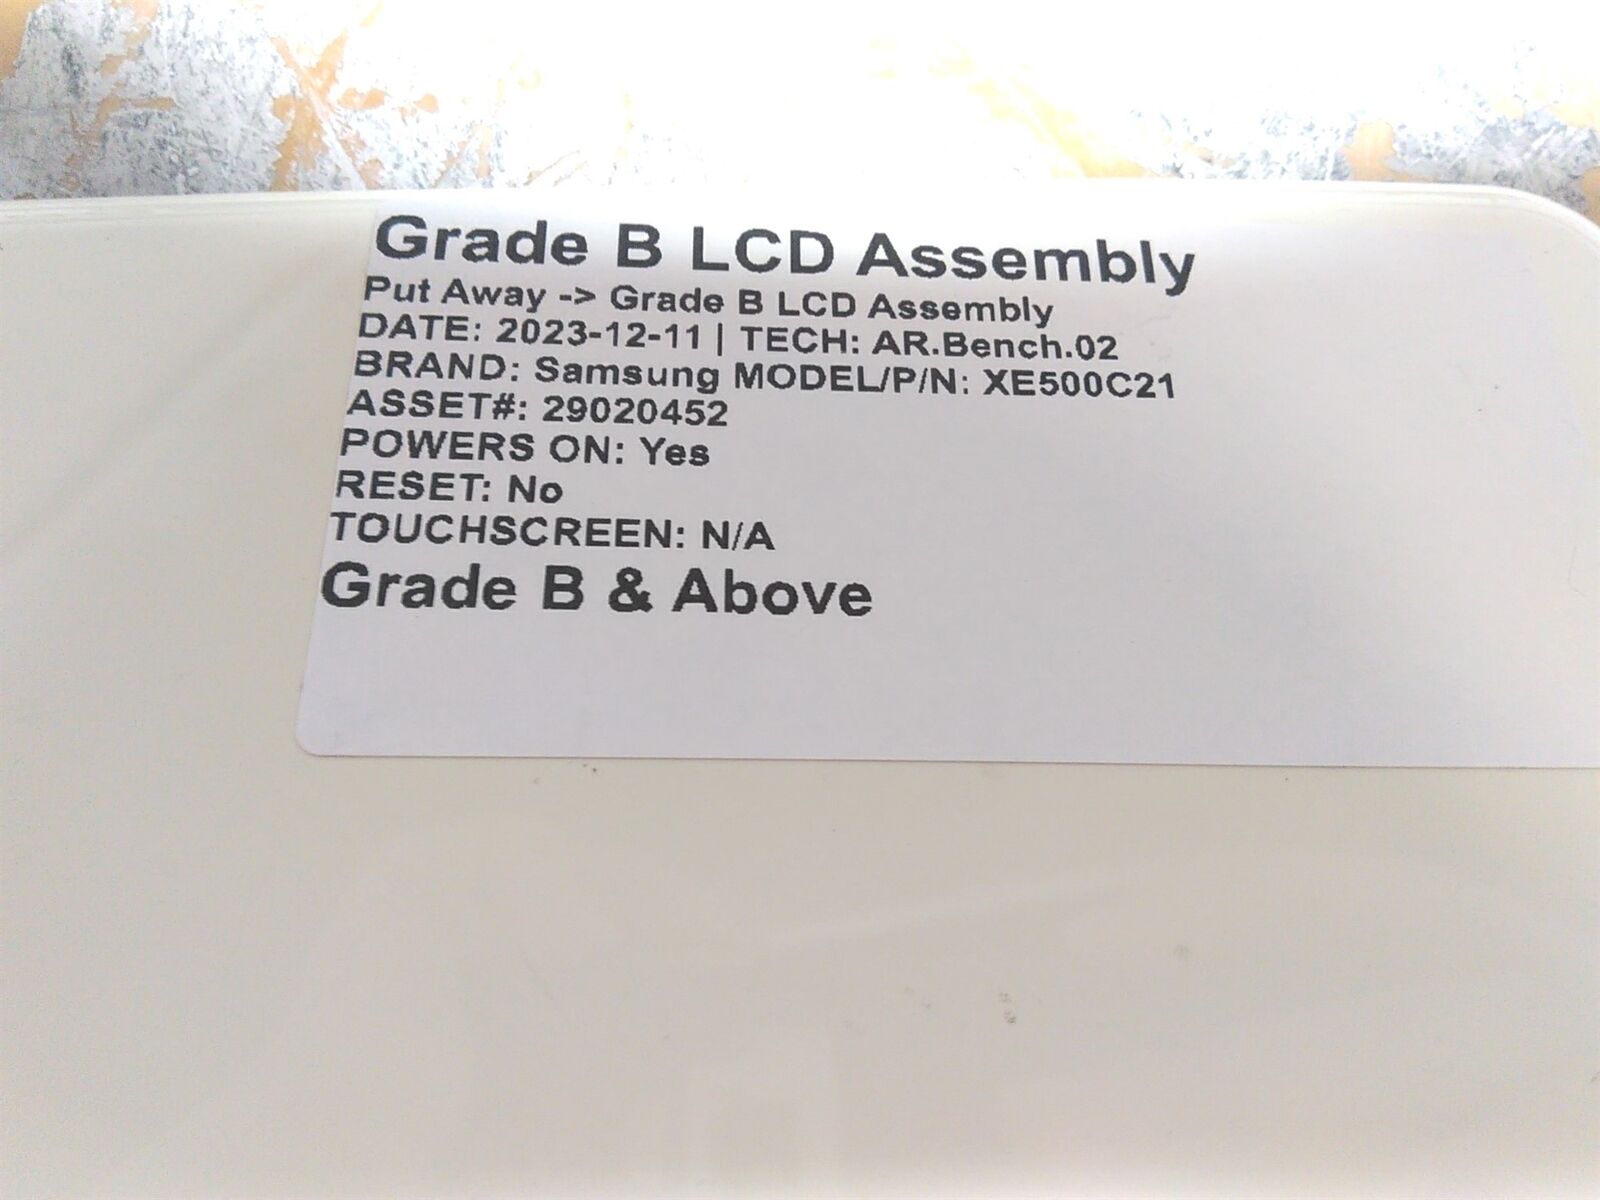 Grade B LCD Assembly
Put Away -> Grade B LCD Assembly
DATE: 2023-12-11 | TECH: AR.Bench.02
BRAND: Samsung MODEL/P/N: XE500C21
ASSET#: 29020452
POWERS ON: Yes
RESET: No
TOUCHSCREEN: N/A
Grade B & Above